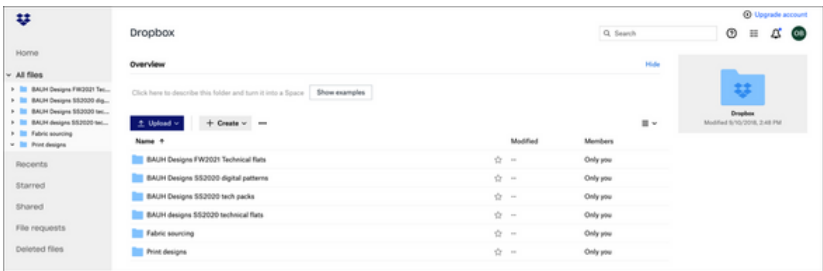 Upgrade account
Dropbox
Search
OB
Home
All files
BAUH Designs FW2021 Tec...
BAUH Designs SS2020 dig...
BAUH Designs SS2020 tec...
BAUH designs SS2020 tec...
Fabric sourcing
Print designs
Recents
Starred
Shared
File requests
Deleted files
Overview
Hide
Click here to describe this folder and turn it into a Space
Show examples
Upload
Create
Name
Modified
Members
BAUH Designs FW2021 Technical flats -- Only you
BAUH Designs SS2020 digital patterns -- Only you
BAUH Designs SS2020 tech packs -- Only you
BAUH designs SS2020 technical flats -- Only you
Fabric sourcing -- Only you
Print designs -- Only you
Dropbox
Modified 9/10/2018, 2:48 PM